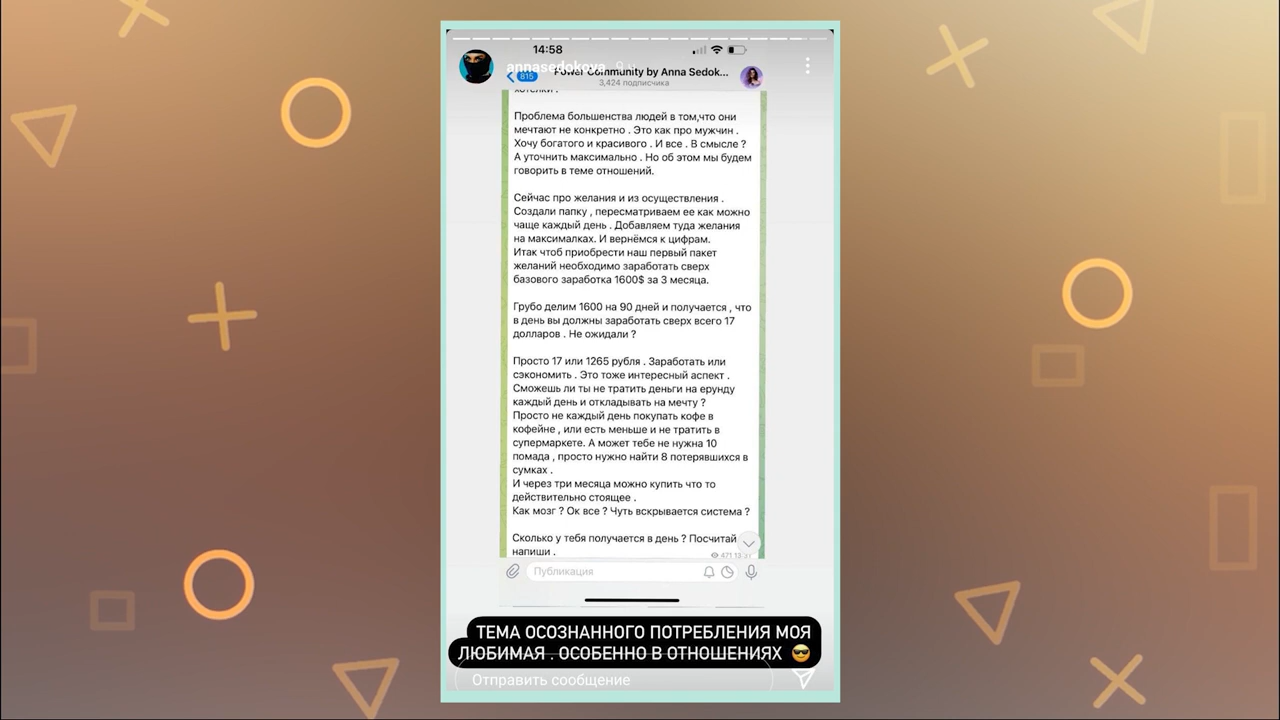 14:58
annasedokova
815
Power Community by Anna Sedok...
3,424 подписчика
хотелки .
Проблема большенства людей в том,что они
мечтают не конкретно . Это как про мужчин .
Хочу богатого и красивого . И все . В смысле ?
А уточнить максимально . Но об этом мы будем
говорить в теме отношений.
Сейчас про желания и из осуществления .
Создали папку , пересматриваем ее как можно
чаще каждый день . Добавляем туда желания
на максималках. И вернёмся к цифрам.
Итак чтоб приобрести наш первый пакет
желаний необходимо заработать сверх
базового заработка 1600$ за 3 месяца.
Грубо делим 1600 на 90 дней и получается , что
в день вы должны заработать сверх всего 17
долларов . Не ожидали ?
Просто 17 или 1265 рубля . Заработать или
сэкономить . Это тоже интересный аспект .
Сможешь ли ты не тратить деньги на ерунду
каждый день и откладывать на мечту ?
Просто не каждый день покупать кофе в
кофейне , или есть меньше и не тратить в
супермаркете. А может тебе не нужна 10
помада , просто нужно найти 8 потерявшихся в
сумках .
И через три месяца можно купить что то
действительно стоящее .
Как мозг ? Ок все ? Чуть вскрывается система ?
Сколько у тебя получается в день ? Посчитай
напиши .
471
Публикация
ТЕМА ОСОЗНАННОГО ПОТРЕБЛЕНИЯ МОЯ
ЛЮБИМАЯ . ОСОБЕННО В ОТНОШЕНИЯХ 😎
Отправить сообщение